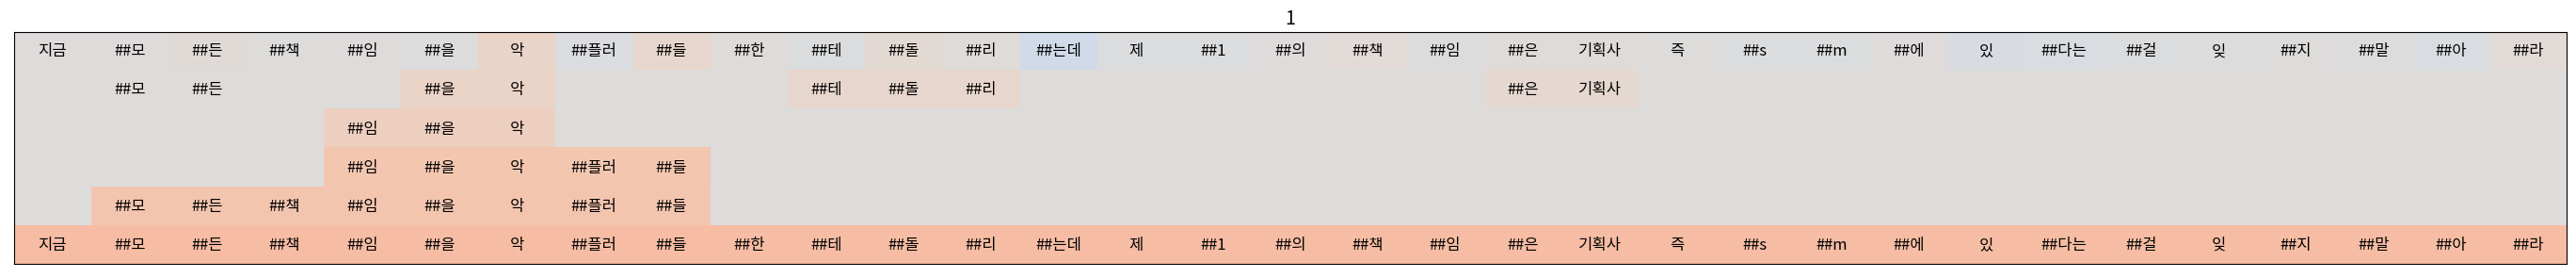 1
지금 ##모 ##든 ##책 ##임 ##을 악 ##플러 ##들 ##한 ##테 ##돌 ##리 ##는데 제 ##1 ##의 ##책 ##임 ##은 기획사 즉 ##s ##m ##에 있 ##다는 ##걸 잊 ##지 ##말 ##아 ##라
##모 ##든 ##을 악 ##테 ##돌 ##리 ##은 기획사
##임 ##을 악
##임 ##을 악 ##플러 ##들
##모 ##든 ##책 ##임 ##을 악 ##플러 ##들
지금 ##모 ##든 ##책 ##임 ##을 악 ##플러 ##들 ##한 ##테 ##돌 ##리 ##는데 제 ##1 ##의 ##책 ##임 ##은 기획사 즉 ##s ##m ##에 있 ##다는 ##걸 잊 ##지 ##말 ##아 ##라